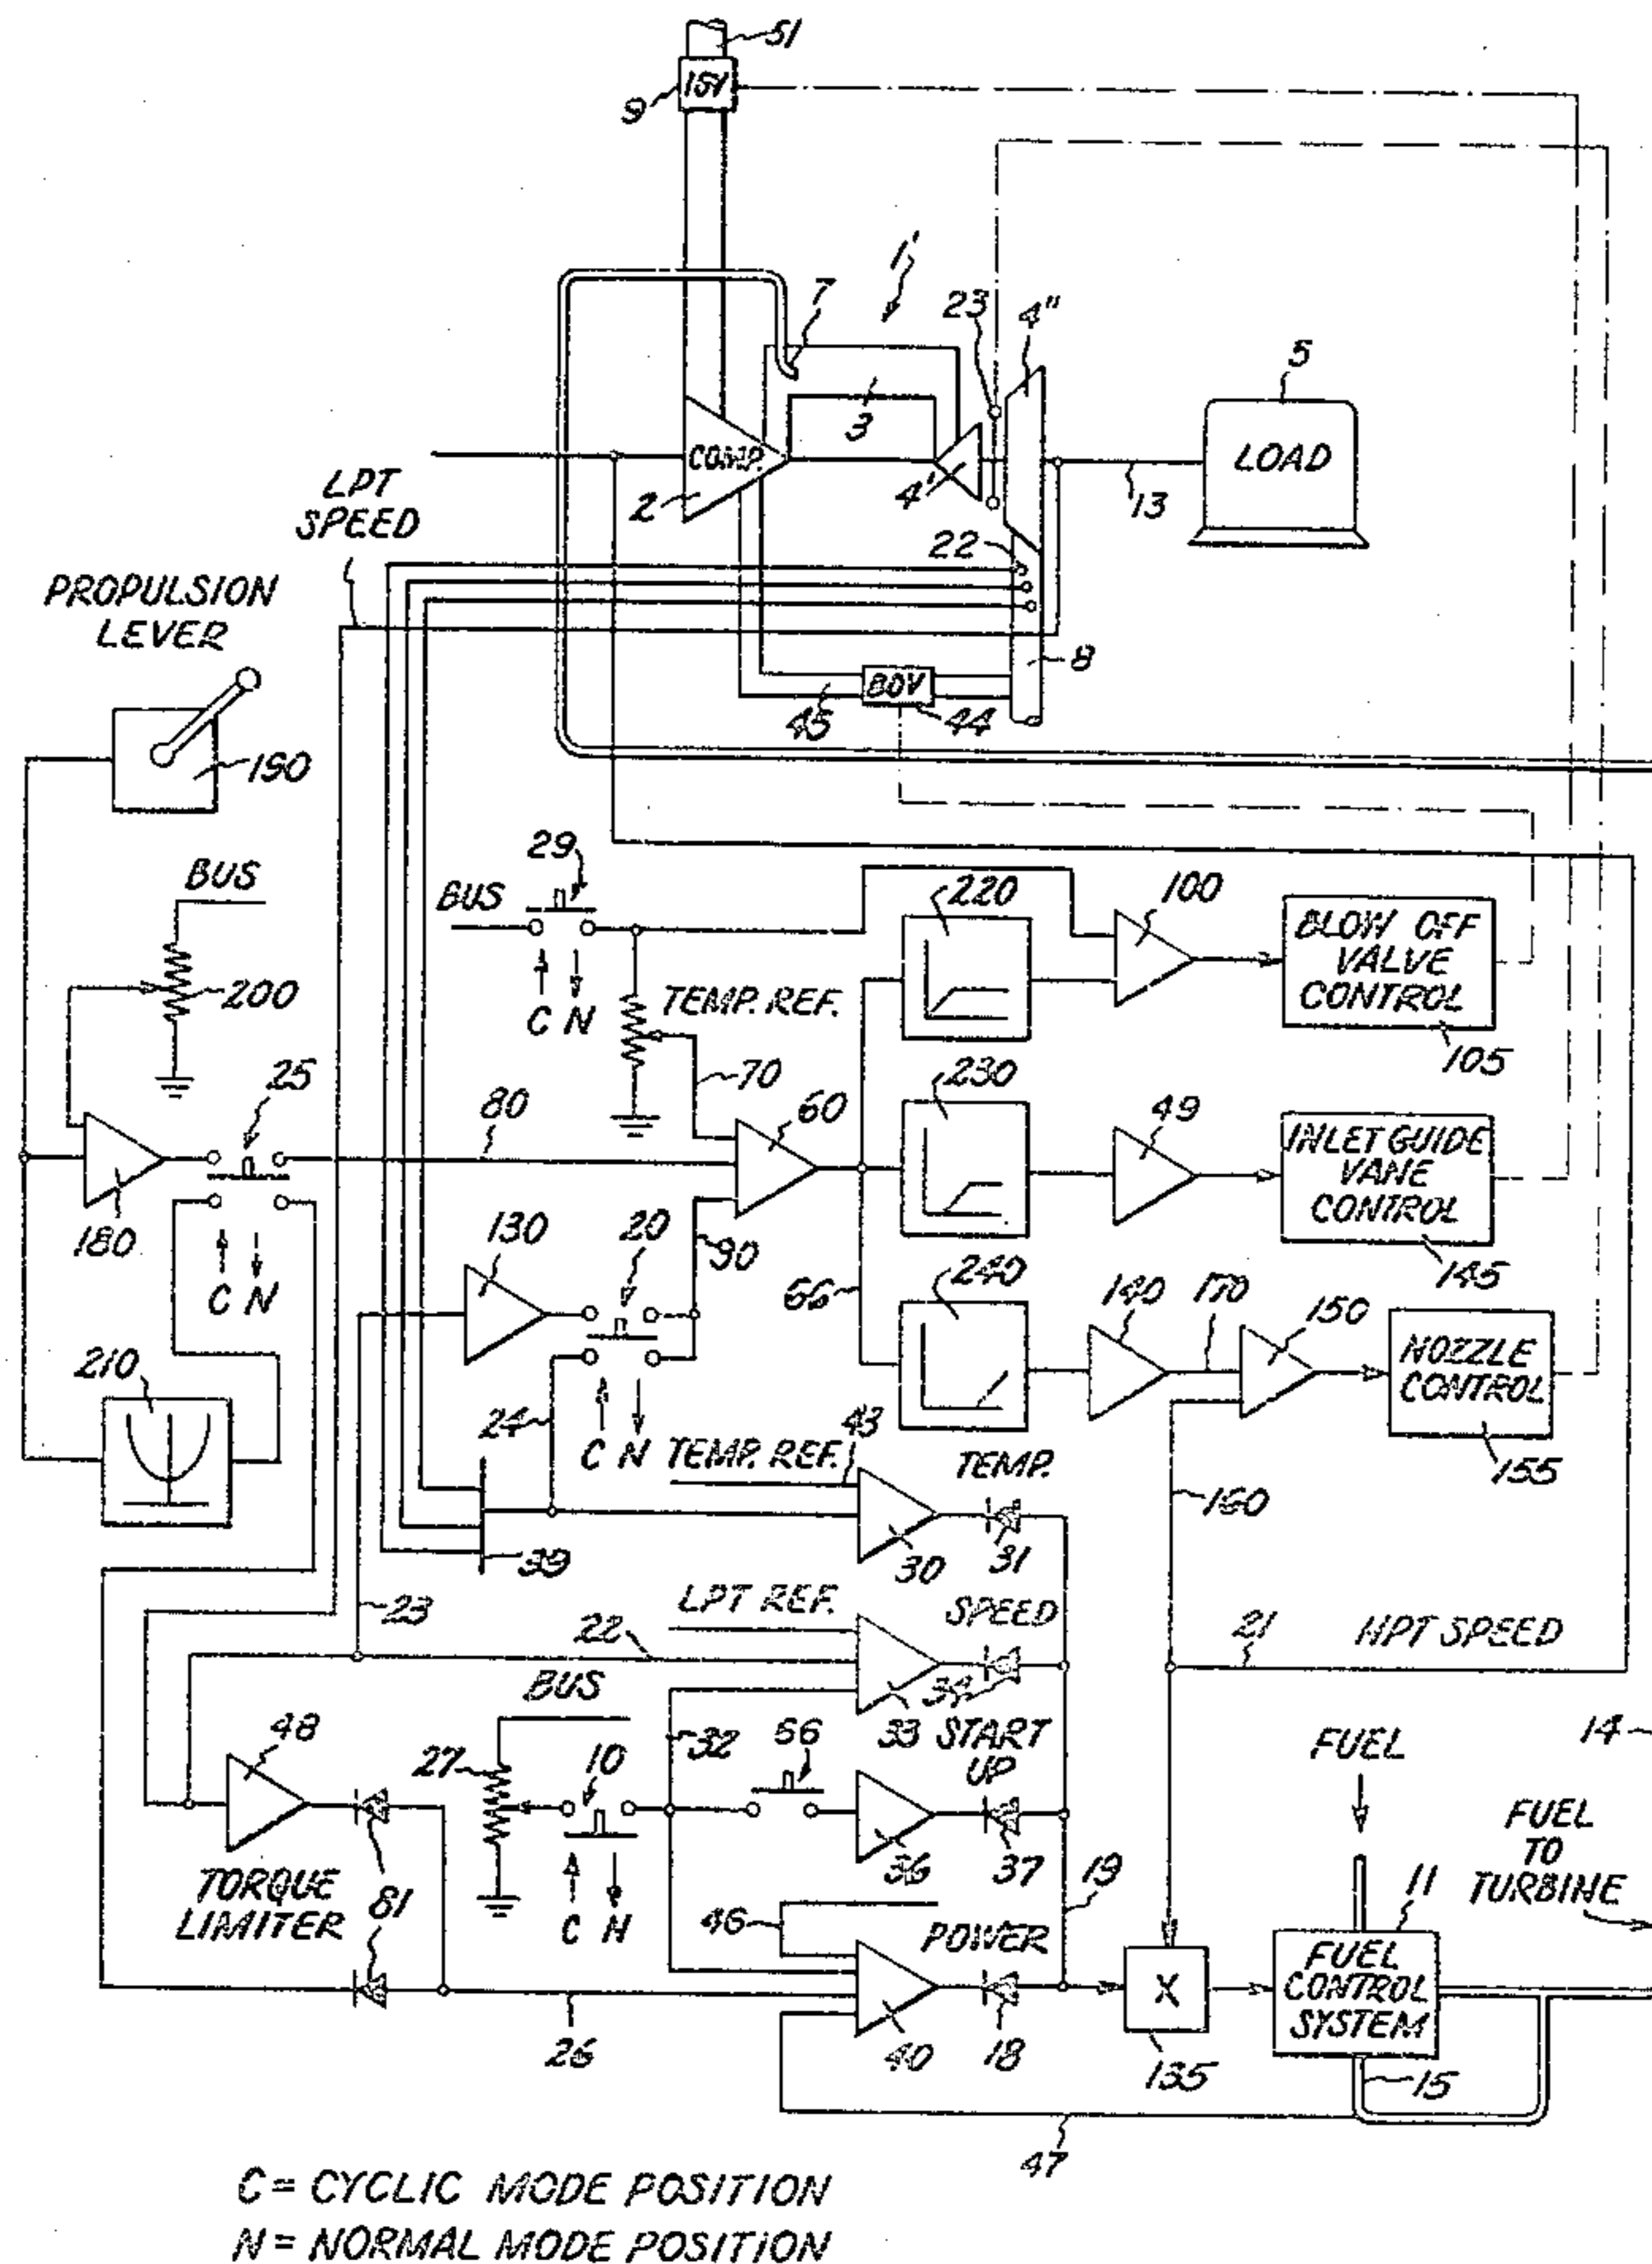 51
9
ISV
1'
7
23
4"
5
3
COMP.
LOAD
2
4'
13
LPT
SPEED
22
PROPULSION
LEVER
8
BOV
45
44
190
29
BUS
BUS
220
100
BLOW OFF
VALVE
CONTROL
200
C N
TEMP. REF.
105
25
70
230
80
60
49
INLET GUIDE
VANE
CONTROL
180
130
20
90
145
C N
66
240
140
170
150
210
NOZZLE
CONTROL
24
C N
TEMP. REF.
43
TEMP.
155
160
39
30
31
LPT REF.
SPEED
23
22
21
HPT SPEED
BUS
34
48
32
33
START
UP
14
27
10
56
FUEL
36
37
FUEL
TO
TURBINE
TORQUE
LIMITER
81
19
11
C N
46
POWER
X
FUEL
CONTROL
SYSTEM
26
40
18
135
15
47
C = CYCLIC MODE POSITION
N = NORMAL MODE POSITION